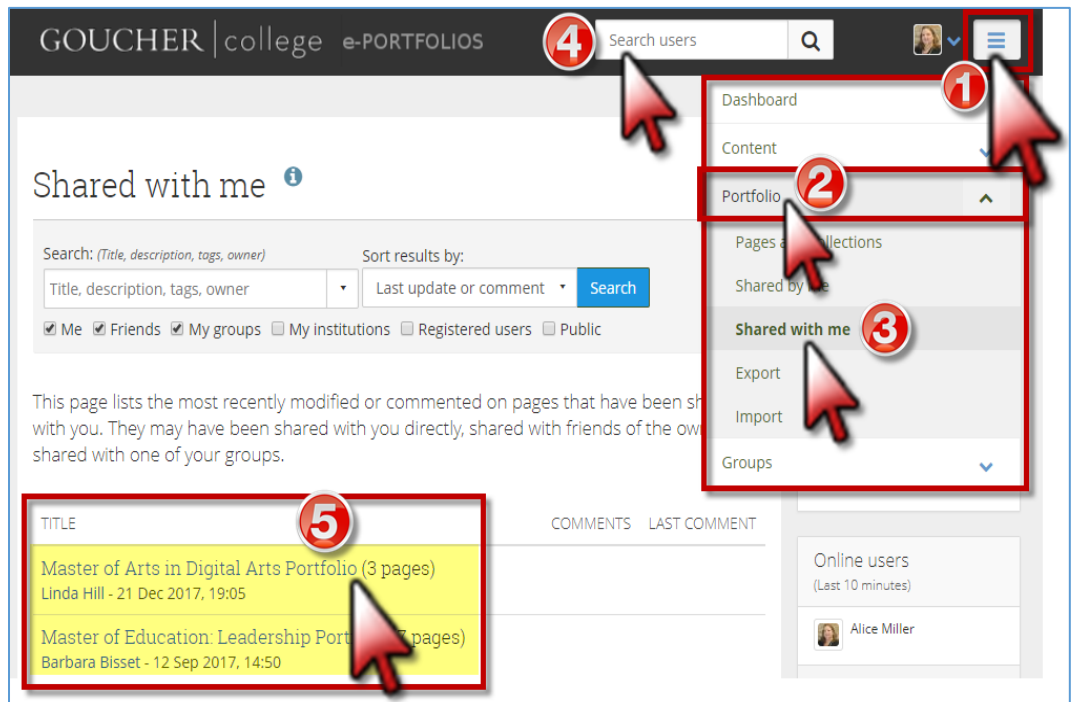 GOUCHER | college e-PORTFOLIOS
4
Search users
1
Dashboard
Content
2
Portfolio
Pages a ollections
Shared by e
Shared with me
3
Export
Import
Groups
Shared with me
Search: (Title, description, tags, owner)
Sort results by:
Title, description, tags, owner
Last update or comment
Search
Me Friends My groups My institutions Registered users Public
This page lists the most recently modified or commented on pages that have been sh
with you. They may have been shared with you directly, shared with friends of the ow
shared with one of your groups.
5
TITLE COMMENTS LAST COMMENT
Master of Arts in Digital Arts Portfolio (3 pages)
Linda Hill - 21 Dec 2017, 19:05
Master of Education: Leadership Port 7 pages)
Barbara Bisset - 12 Sep 2017, 14:50
Online users
(Last 10 minutes)
Alice Miller